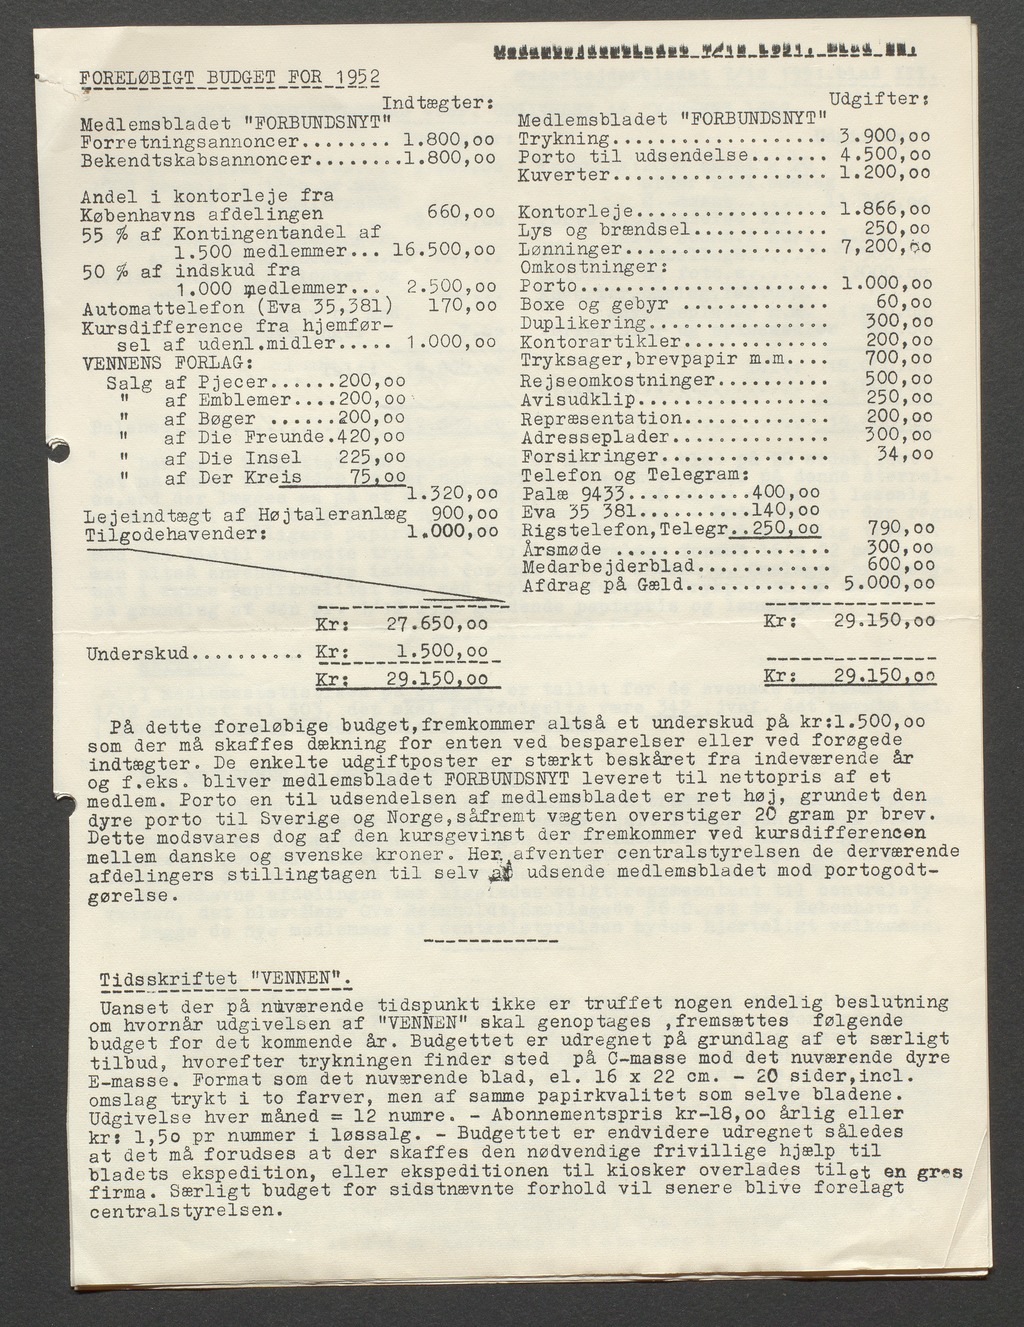 FORELØBIGT BUDGET FOR 1952
Indtægter:
Medlemsbladet "FORBUNDSNYT"
Forretningsannoncer........ 1.800,oo
Bekendtskabsannoncer........1.800,oo
Andel i kontorleje fra
Københavns afdelingen 660,oo
55 % af Kontingentandel af
1.500 medlemmer... 16.500,oo
50 % af indskud fra
1.000 medlemmer... 2.500,oo
Automattelefon (Eva 35,381) 170,oo
Kursdifference fra hjemfør-
sel af udenl.midler..... 1.000,oo
VENNENS FORLAG:
Salg af Pjecer......200,oo
" af Emblemer....200,oo
" af Bøger ......200,oo
" af Die Freunde.420,oo
" af Die Insel 225,oo
" af Der Kreis 75,oo
1.320,oo
Lejeindtægt af Højtaleranlæg 900,oo
Tilgodehavender: 1.000,oo
Kr: 27.650,oo
Underskud.......... Kr: 1.500,oo
Kr: 29.150,oo
Udgifter:
Medlemsbladet "FORBUNDSNYT"
Trykning.................... 3.900,oo
Porto til udsendelse....... 4.500,oo
Kuverter.................... 1.200,oo
Kontorleje.................. 1.866,oo
Lys og brændsel............. 250,oo
Lønninger................... 7,200,oo
Omkostninger:
Porto....................... 1.000,oo
Boxe og gebyr .............. 60,oo
Duplikering................. 300,oo
Kontorartikler.............. 200,oo
Tryksager,brevpapir m.m.... 700,oo
Rejseomkostninger.......... 500,oo
Avisudklip.................. 250,oo
Repræsentation.............. 200,oo
Adresseplader............... 300,oo
Forsikringer................ 34,oo
Telefon og Telegram:
Palæ 9433...........400,oo
Eva 35 381..........140,oo
Rigstelefon,Telegr..250,oo 790,oo
Årsmøde .................... 300,oo
Medarbejderblad............. 600,oo
Afdrag på Gæld.............. 5.000,oo
Kr: 29.150,oo
Kr: 29.150,oo
På dette foreløbige budget,fremkommer altså et underskud på kr:1.500,oo
som der må skaffes dækning for enten ved besparelser eller ved forøgede
indtægter. De enkelte udgiftposter er stærkt beskåret fra indeværende år
og f.eks. bliver medlemsbladet FORBUNDSNYT leveret til nettopris af et
medlem. Porto en til udsendelsen af medlemsbladet er ret høj, grundet den
dyre porto til Sverige og Norge,såfremt vægten overstiger 20 gram pr brev.
Dette modsvares dog af den kursgevinst der fremkommer ved kursdifferencen
mellem danske og svenske kroner. Her afventer centralstyrelsen de derværende
afdelingers stillingtagen til selv at udsende medlemsbladet mod portogodt-
gørelse.
Tidsskriftet "VENNEN".
Uanset der på nuværende tidspunkt ikke er truffet nogen endelig beslutning
om hvornår udgivelsen af "VENNEN" skal genoptages ,fremsættes følgende
budget for det kommende år. Budgettet er udregnet på grundlag af et særligt
tilbud, hvorefter trykningen finder sted på C-masse mod det nuværende dyre
E-masse. Format som det nuværende blad, el. 16 x 22 cm. - 20 sider,incl.
omslag trykt i to farver, men af samme papirkvalitet som selve bladene.
Udgivelse hver måned = 12 numre. - Abonnementspris kr-18,oo årlig eller
kr: 1,5o pr nummer i løssalg. - Budgettet er endvidere udregnet således
at det må forudses at der skaffes den nødvendige frivillige hjælp til
bladets ekspedition, eller ekspeditionen til kiosker overlades til et en gros
firma. Særligt budget for sidstnævnte forhold vil senere blive forelagt
centralstyrelsen.